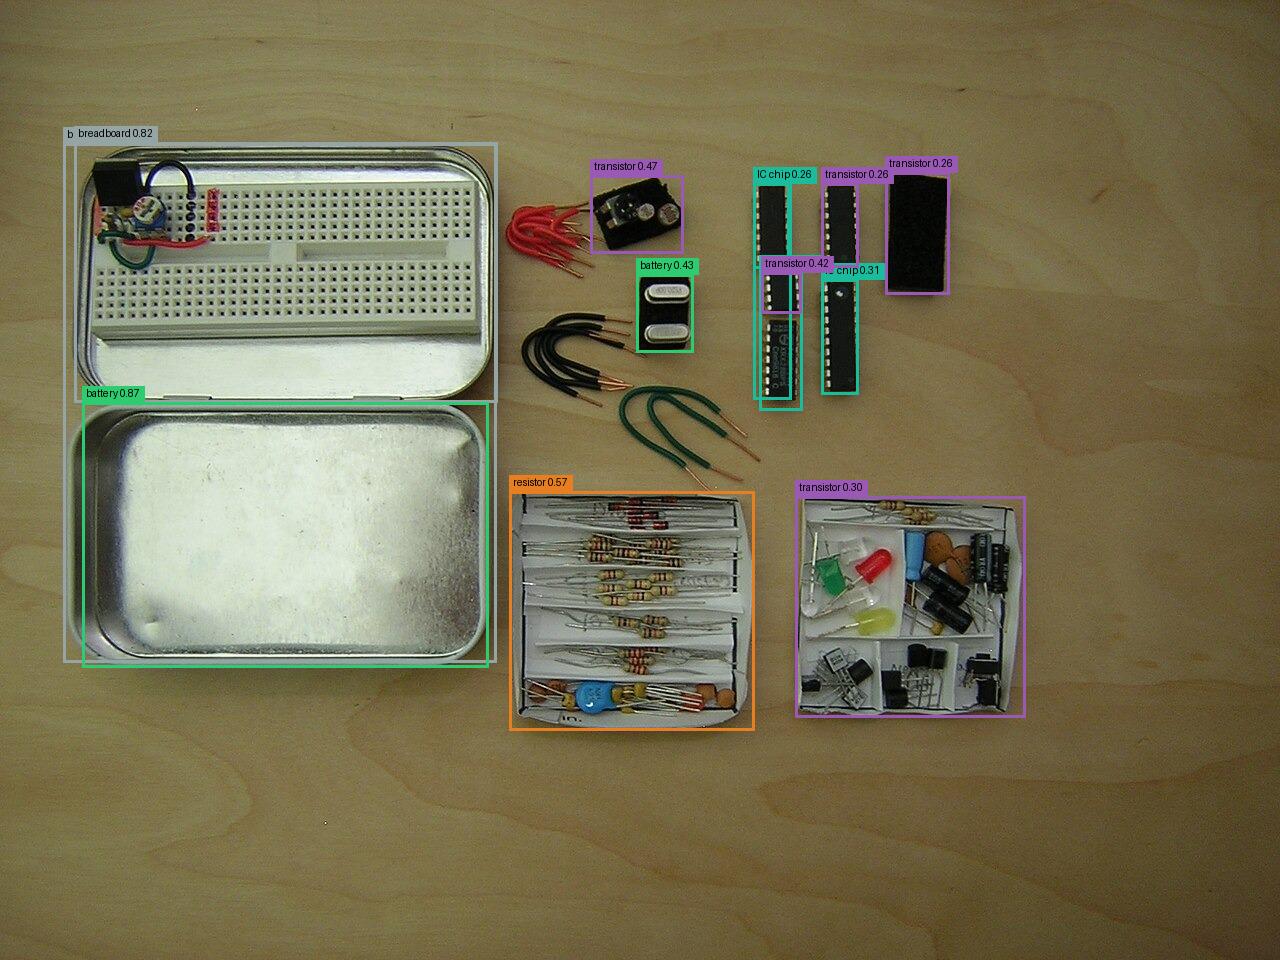 b breadboard 0.82
transistor 0.47
IC chip 0.26
transistor 0.26
transistor 0.26
battery 0.43
transistor 0.42
chip 0.31
battery 0.87
resistor 0.57
transistor 0.30